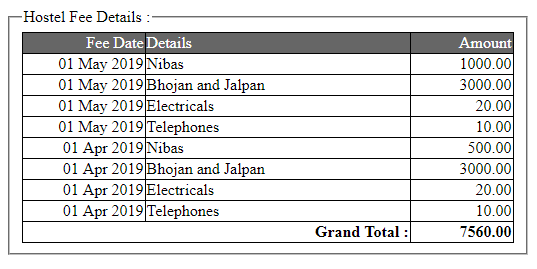 Hostel Fee Details :
Fee Date Details Amount
01 May 2019 Nibas 1000.00
01 May 2019 Bhojan and Jalpan 3000.00
01 May 2019 Electricals 20.00
01 May 2019 Telephones 10.00
01 Apr 2019 Nibas 500.00
01 Apr 2019 Bhojan and Jalpan 3000.00
01 Apr 2019 Electricals 20.00
01 Apr 2019 Telephones 10.00
Grand Total : 7560.00